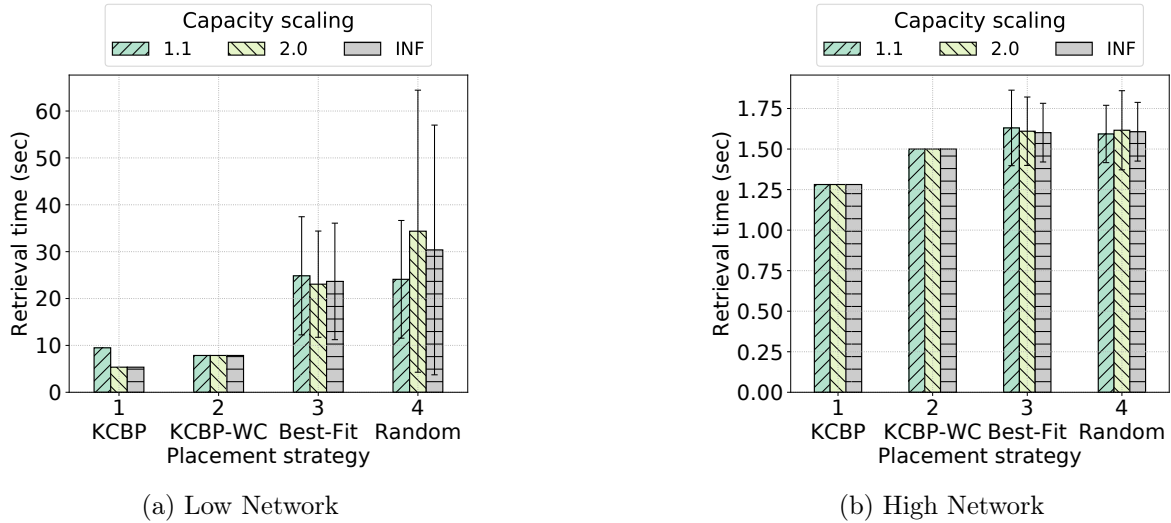 Capacity scaling
1.1 2.0 INF
Retrieval time (sec)
60
50
40
30
20
10
0
1 2 3 4
KCBP KCBP-WC Best-Fit Random
Placement strategy
(a) Low Network
Capacity scaling
1.1 2.0 INF
Retrieval time (sec)
1.75
1.50
1.25
1.00
0.75
0.50
0.25
0.00
1 2 3 4
KCBP KCBP-WC Best-Fit Random
Placement strategy
(b) High Network